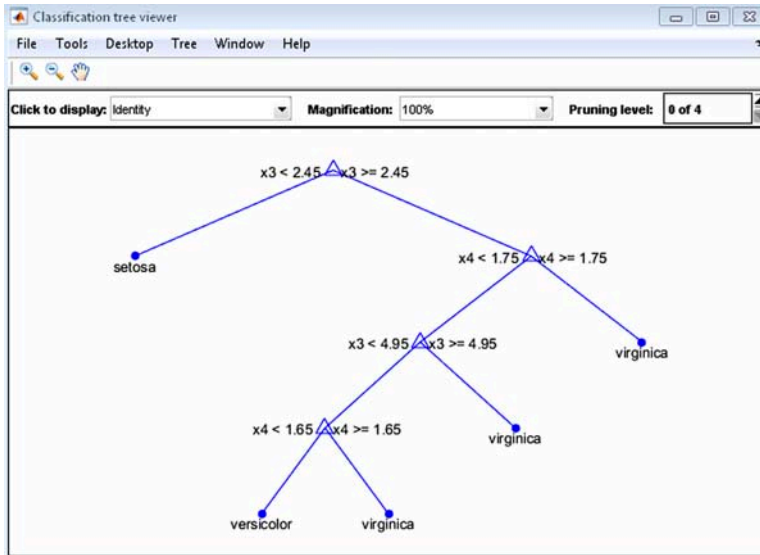 Classification tree viewer
File Tools Desktop Tree Window Help
Click to display: Identity Magnification: 100% Pruning level: 0 of 4
x3 < 2.45 x3 >= 2.45
setosa
x4 < 1.75 x4 >= 1.75
x3 < 4.95 x3 >= 4.95
virginica
x4 < 1.65 x4 >= 1.65
virginica
versicolor virginica